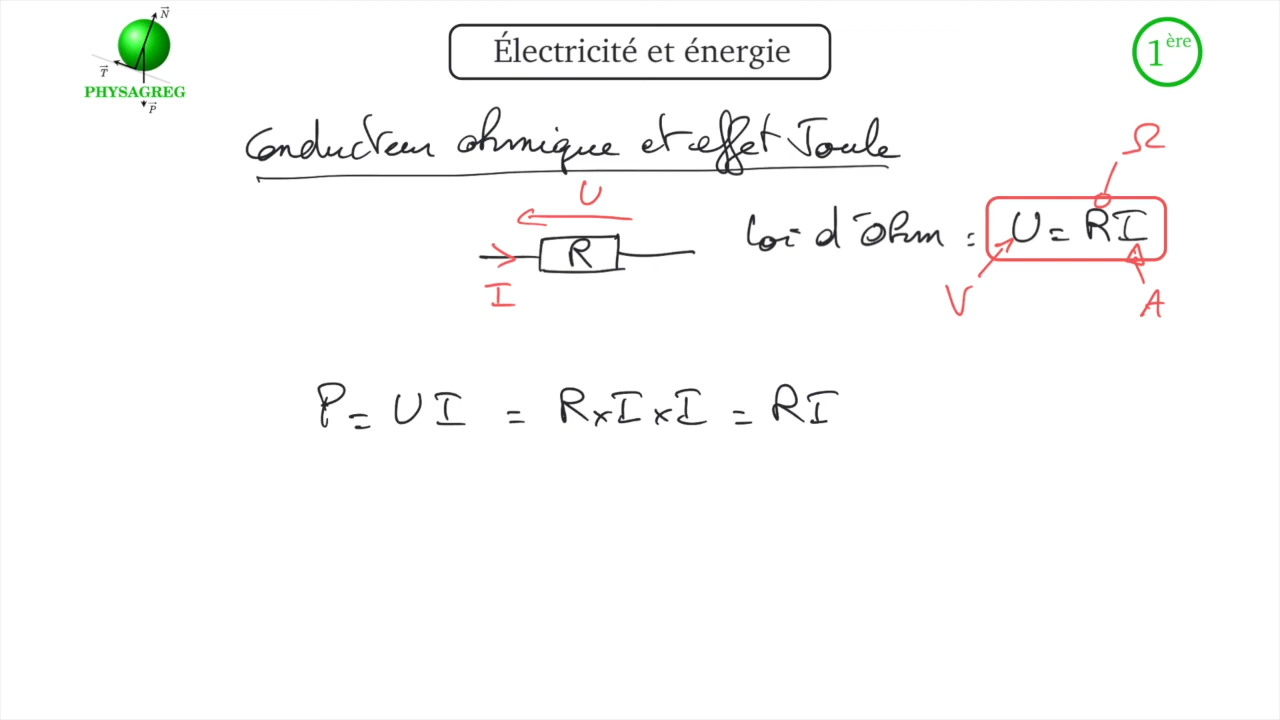 N
T
PHYSAGREG
P
Électricité et énergie
1ère
Conducteur ohmique et effet Joule
Ω
U
R
I
Loi d'Ohm : U = RI
V
A
P = UI = R×I×I = RI